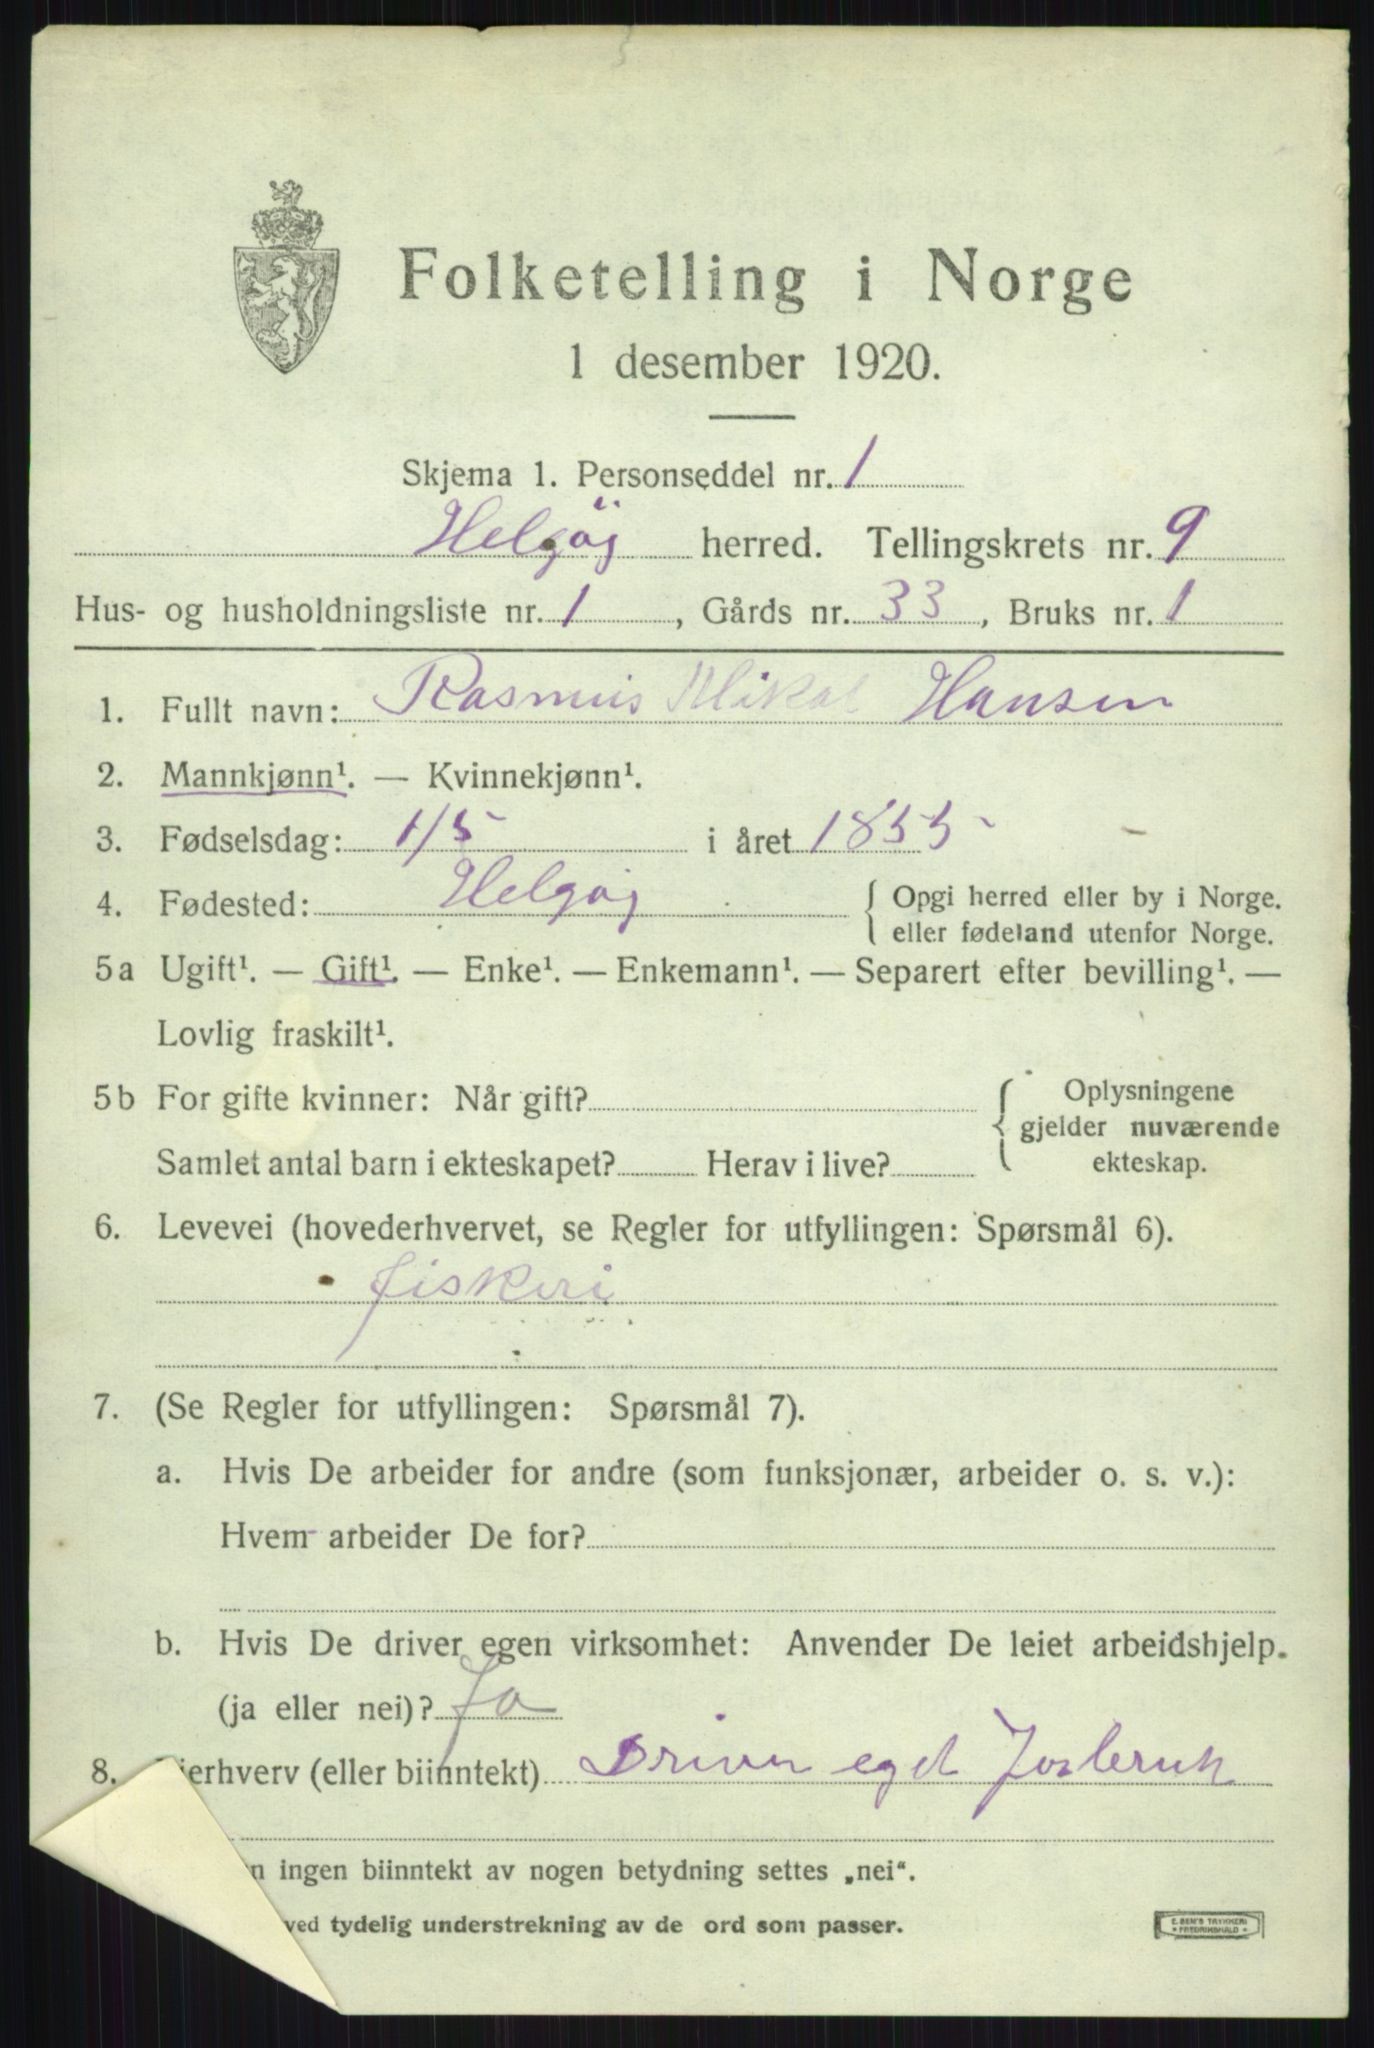 Folketelling i Norge
1 desember 1920.
Skjema 1. Personseddel nr. 1
Helgöj herred. Tellingskrets nr. 9
Hus- og husholdningsliste nr. 1, Gårds nr. 33, Bruks nr. 1
1. Fullt navn: Rasmus Mikal Hansen
2. Mannkjønn¹. — Kvinnekjønn¹.
3. Fødselsdag: 1/5 i året 1855
4. Fødested: Helgöj { Opgi herred eller by i Norge.
eller fødeland utenfor Norge.
5a Ugift¹. — Gift¹. — Enke¹. — Enkemann¹. — Separert efter bevilling¹. —
Lovlig fraskilt¹.
5b For gifte kvinner: Når gift? { Oplysningene
gjelder nuværende
Samlet antal barn i ekteskapet? Herav i live? ekteskap.
6. Levevei (hovederhvervet, se Regler for utfyllingen: Spørsmål 6).
fiskeri
7. (Se Regler for utfyllingen: Spørsmål 7).
a. Hvis De arbeider for andre (som funksjonær, arbeider o. s. v.):
Hvem arbeider De for?
b. Hvis De driver egen virksomhet: Anvender De leiet arbeidshjelp.
(ja eller nei)? Ja
8. ierhverv (eller biinntekt) Driver eget Jorbruk
n ingen biinntekt av nogen betydning settes „nei“.
ved tydelig understrekning av de ord som passer.
E. SEM'S TRYKKERI
FREDRIKSHALD